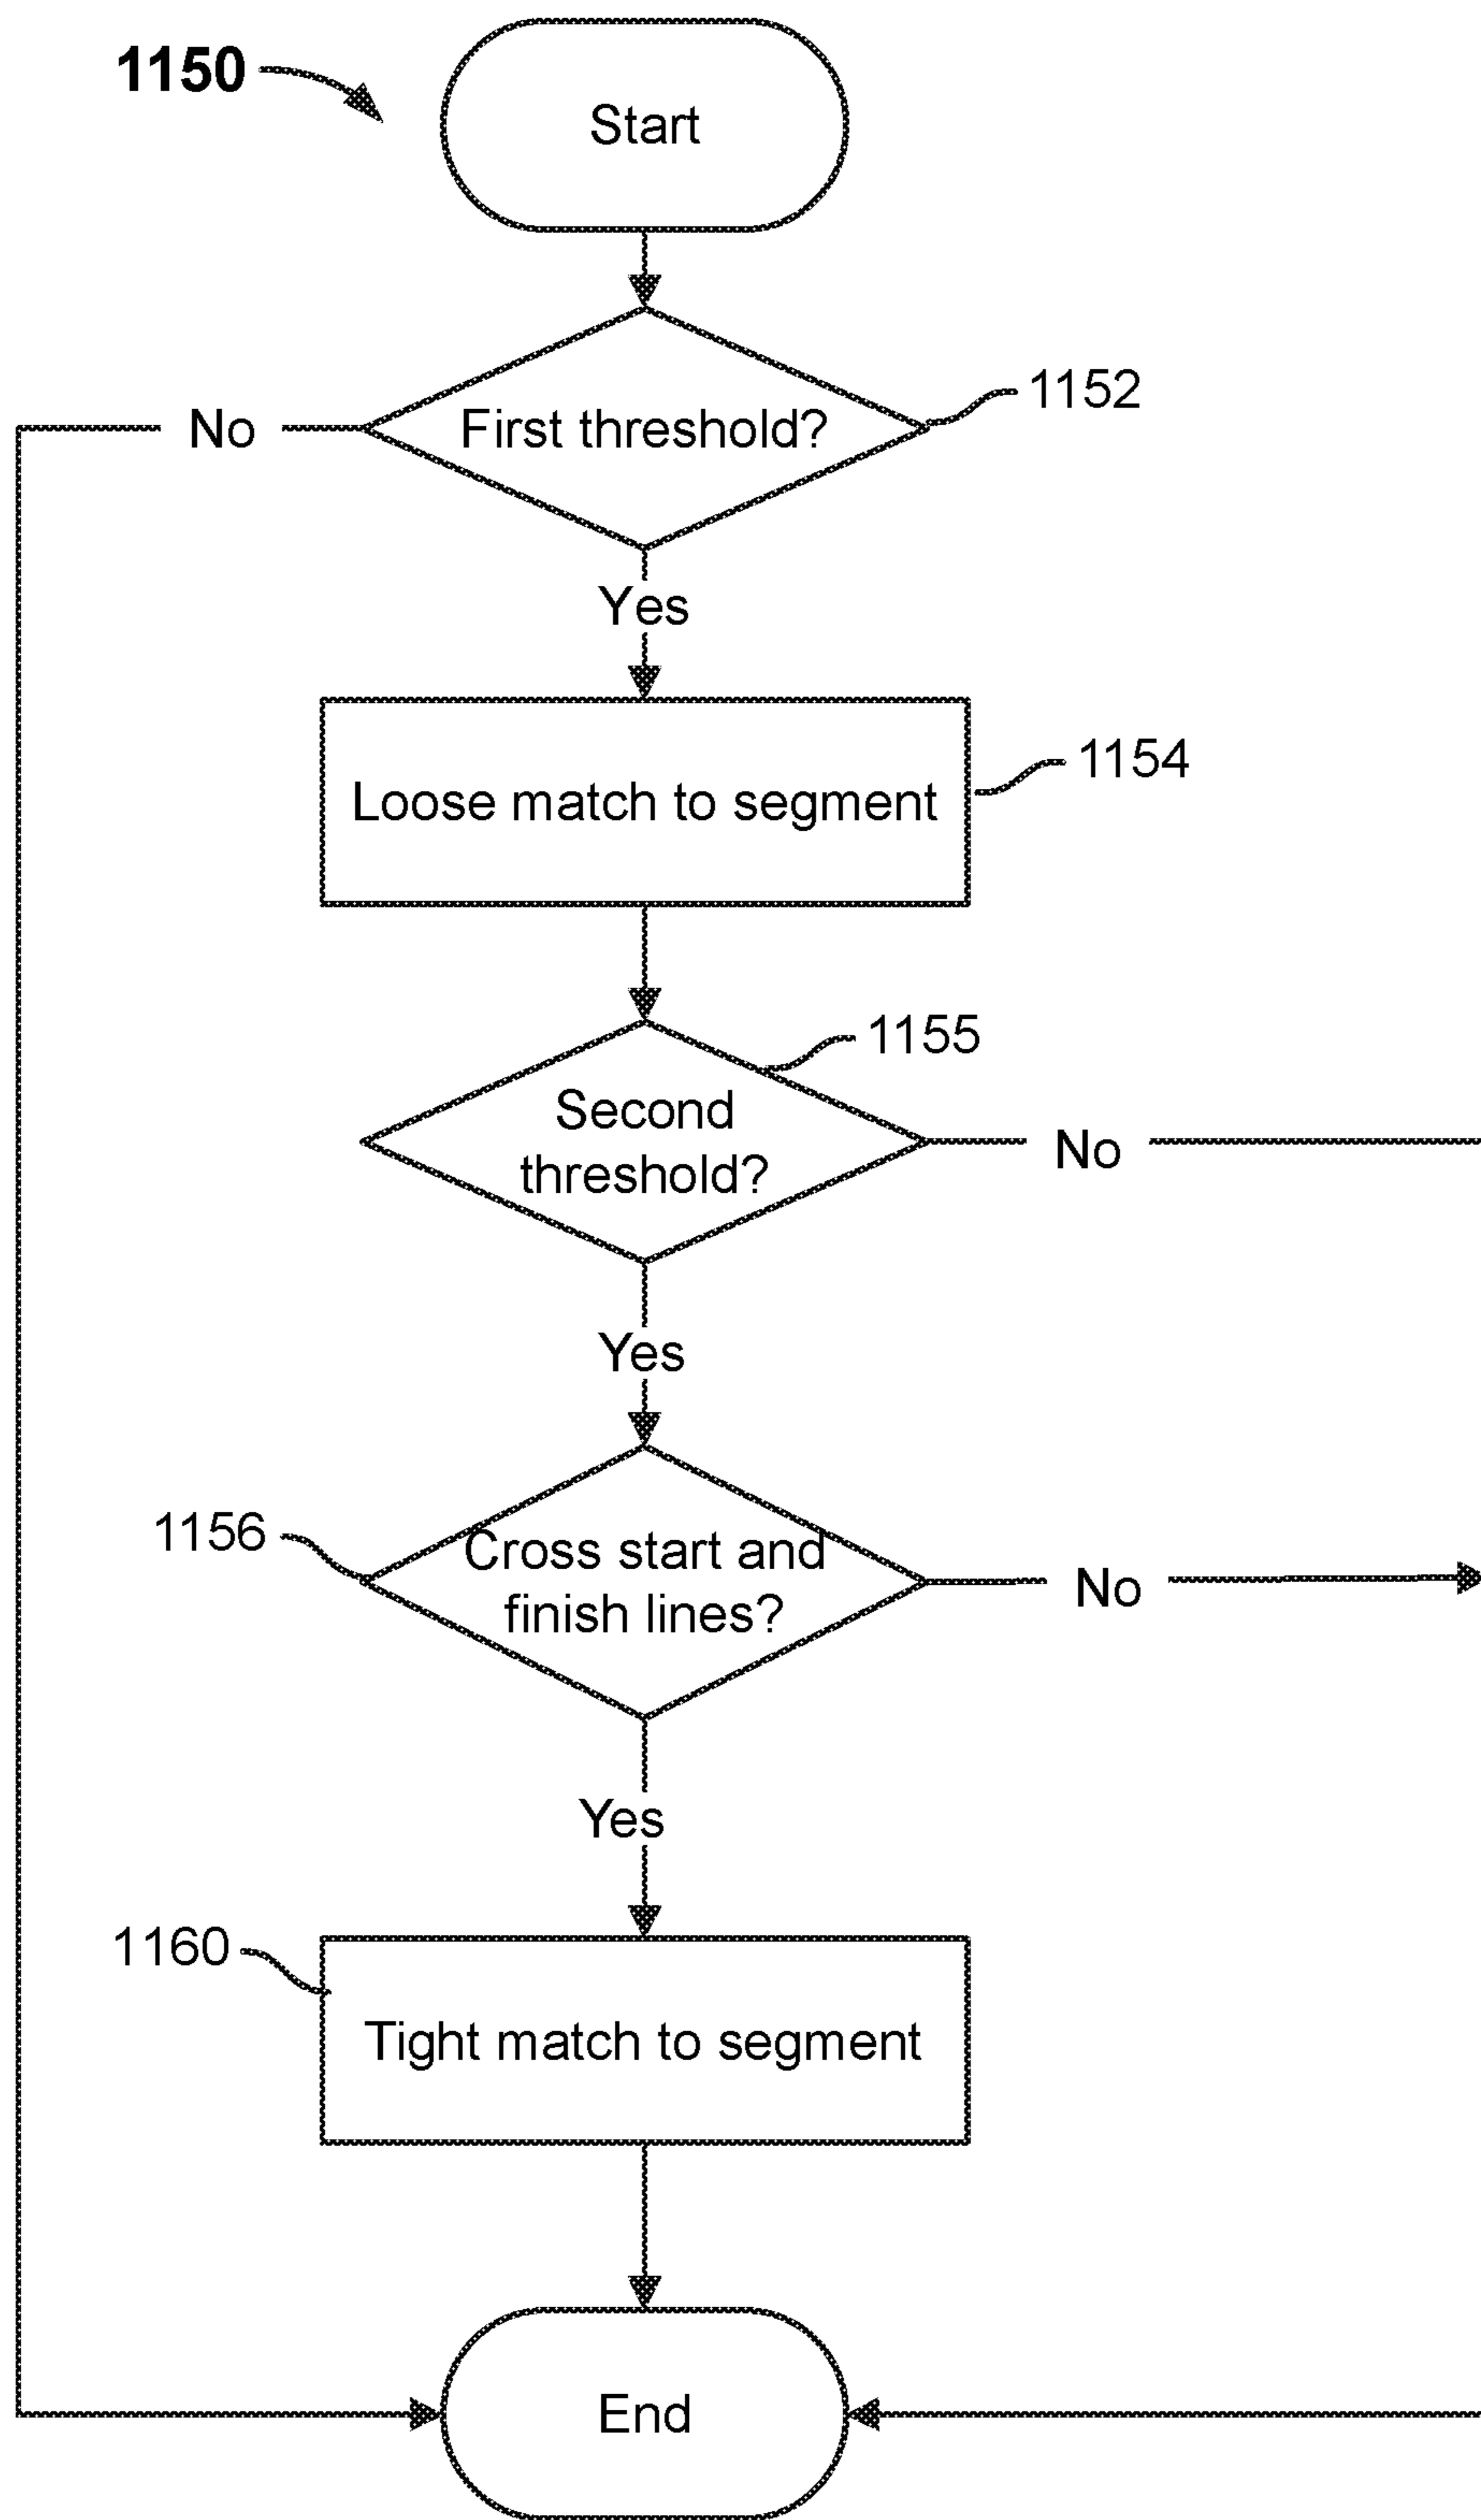 1150
Start
No
First threshold?
1152
Yes
Loose match to segment
1154
1155
Second
threshold?
No
Yes
1156
Cross start and
finish lines?
No
Yes
1160
Tight match to segment
End